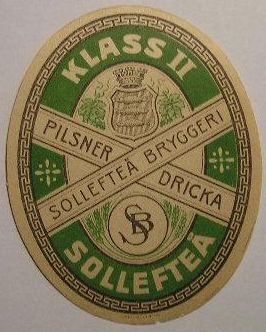 KLASS II
PILSNER
DRICKA
SOLLEFTEÅ BRYGGERI
SB
SOLLEFTEÅ